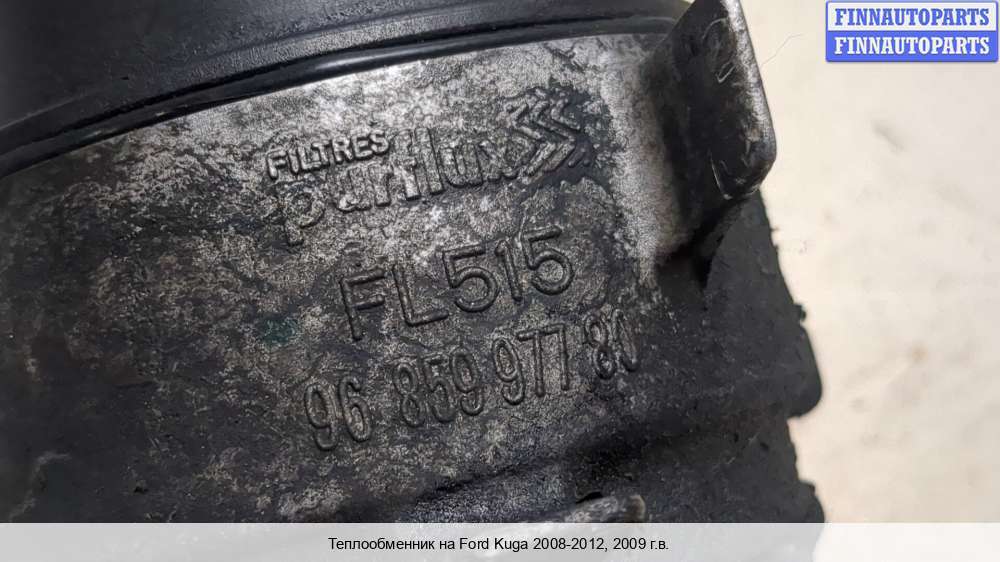 FINNAUTOPARTS
FINNAUTOPARTS
FILTRES
purflux
FL515
96 859 977 80
Теплообменник на Ford Kuga 2008-2012, 2009 г.в.